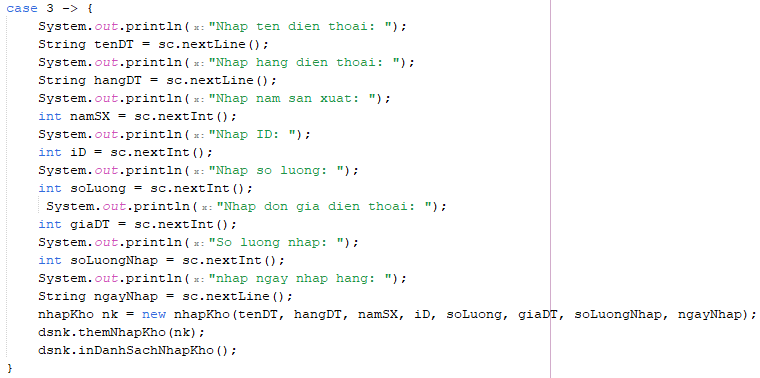 case 3 -> {
System.out.println(x:"Nhap ten dien thoai: ");
String tenDT = sc.nextLine();
System.out.println(x:"Nhap hang dien thoai: ");
String hangDT = sc.nextLine();
System.out.println(x:"Nhap nam san xuat: ");
int namSX = sc.nextInt();
System.out.println(x:"Nhap ID: ");
int iD = sc.nextInt();
System.out.println(x:"Nhap so luong: ");
int soLuong = sc.nextInt();
System.out.println(x:"Nhap don gia dien thoai: ");
int giaDT = sc.nextInt();
System.out.println(x:"So luong nhap: ");
int soLuongNhap = sc.nextInt();
System.out.println(x:"nhap ngay nhap hang: ");
String ngayNhap = sc.nextLine();
nhapKho nk = new nhapKho(tenDT, hangDT, namSX, iD, soLuong, giaDT, soLuongNhap, ngayNhap);
dsnk.themNhapKho(nk);
dsnk.inDanhSachNhapKho();
}